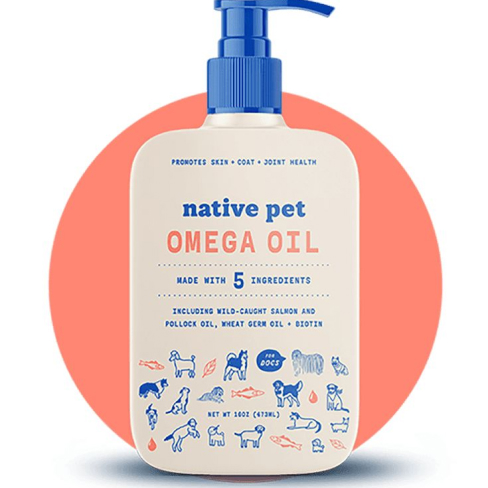 PROMOTES SKIN + COAT + JOINT HEALTH
native pet
OMEGA OIL
MADE WITH 5 INGREDIENTS
INCLUDING WILD-CAUGHT SALMON AND
POLLOCK OIL, WHEAT GERM OIL + BIOTIN
FOR
DOGS
NET WT 16OZ (473ML)